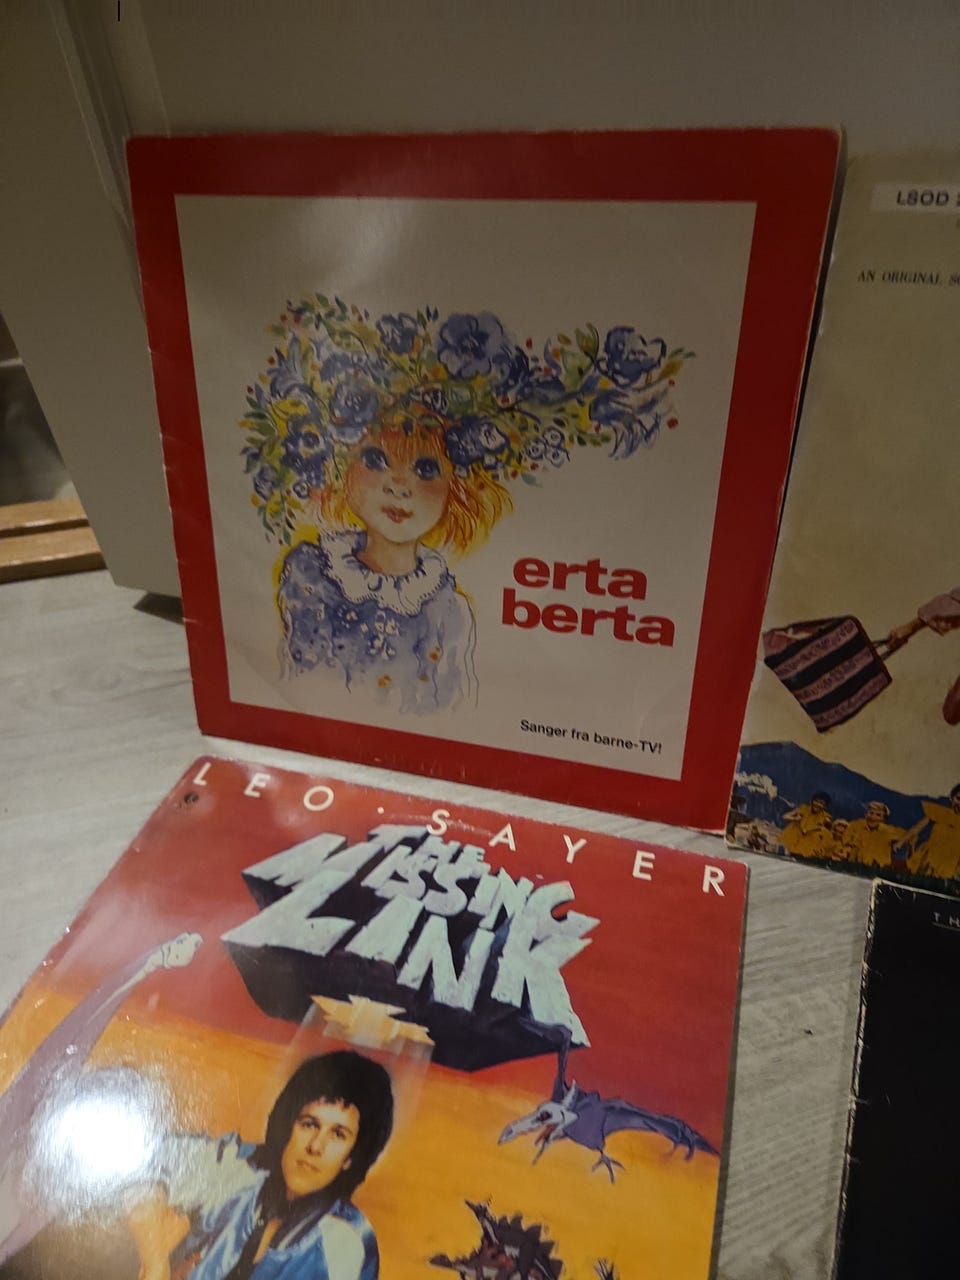 LSOD
AN ORIGINAL
erta
berta
Sanger fra barne-TV!
LEO · SAYER
THE
MISSING
LINK